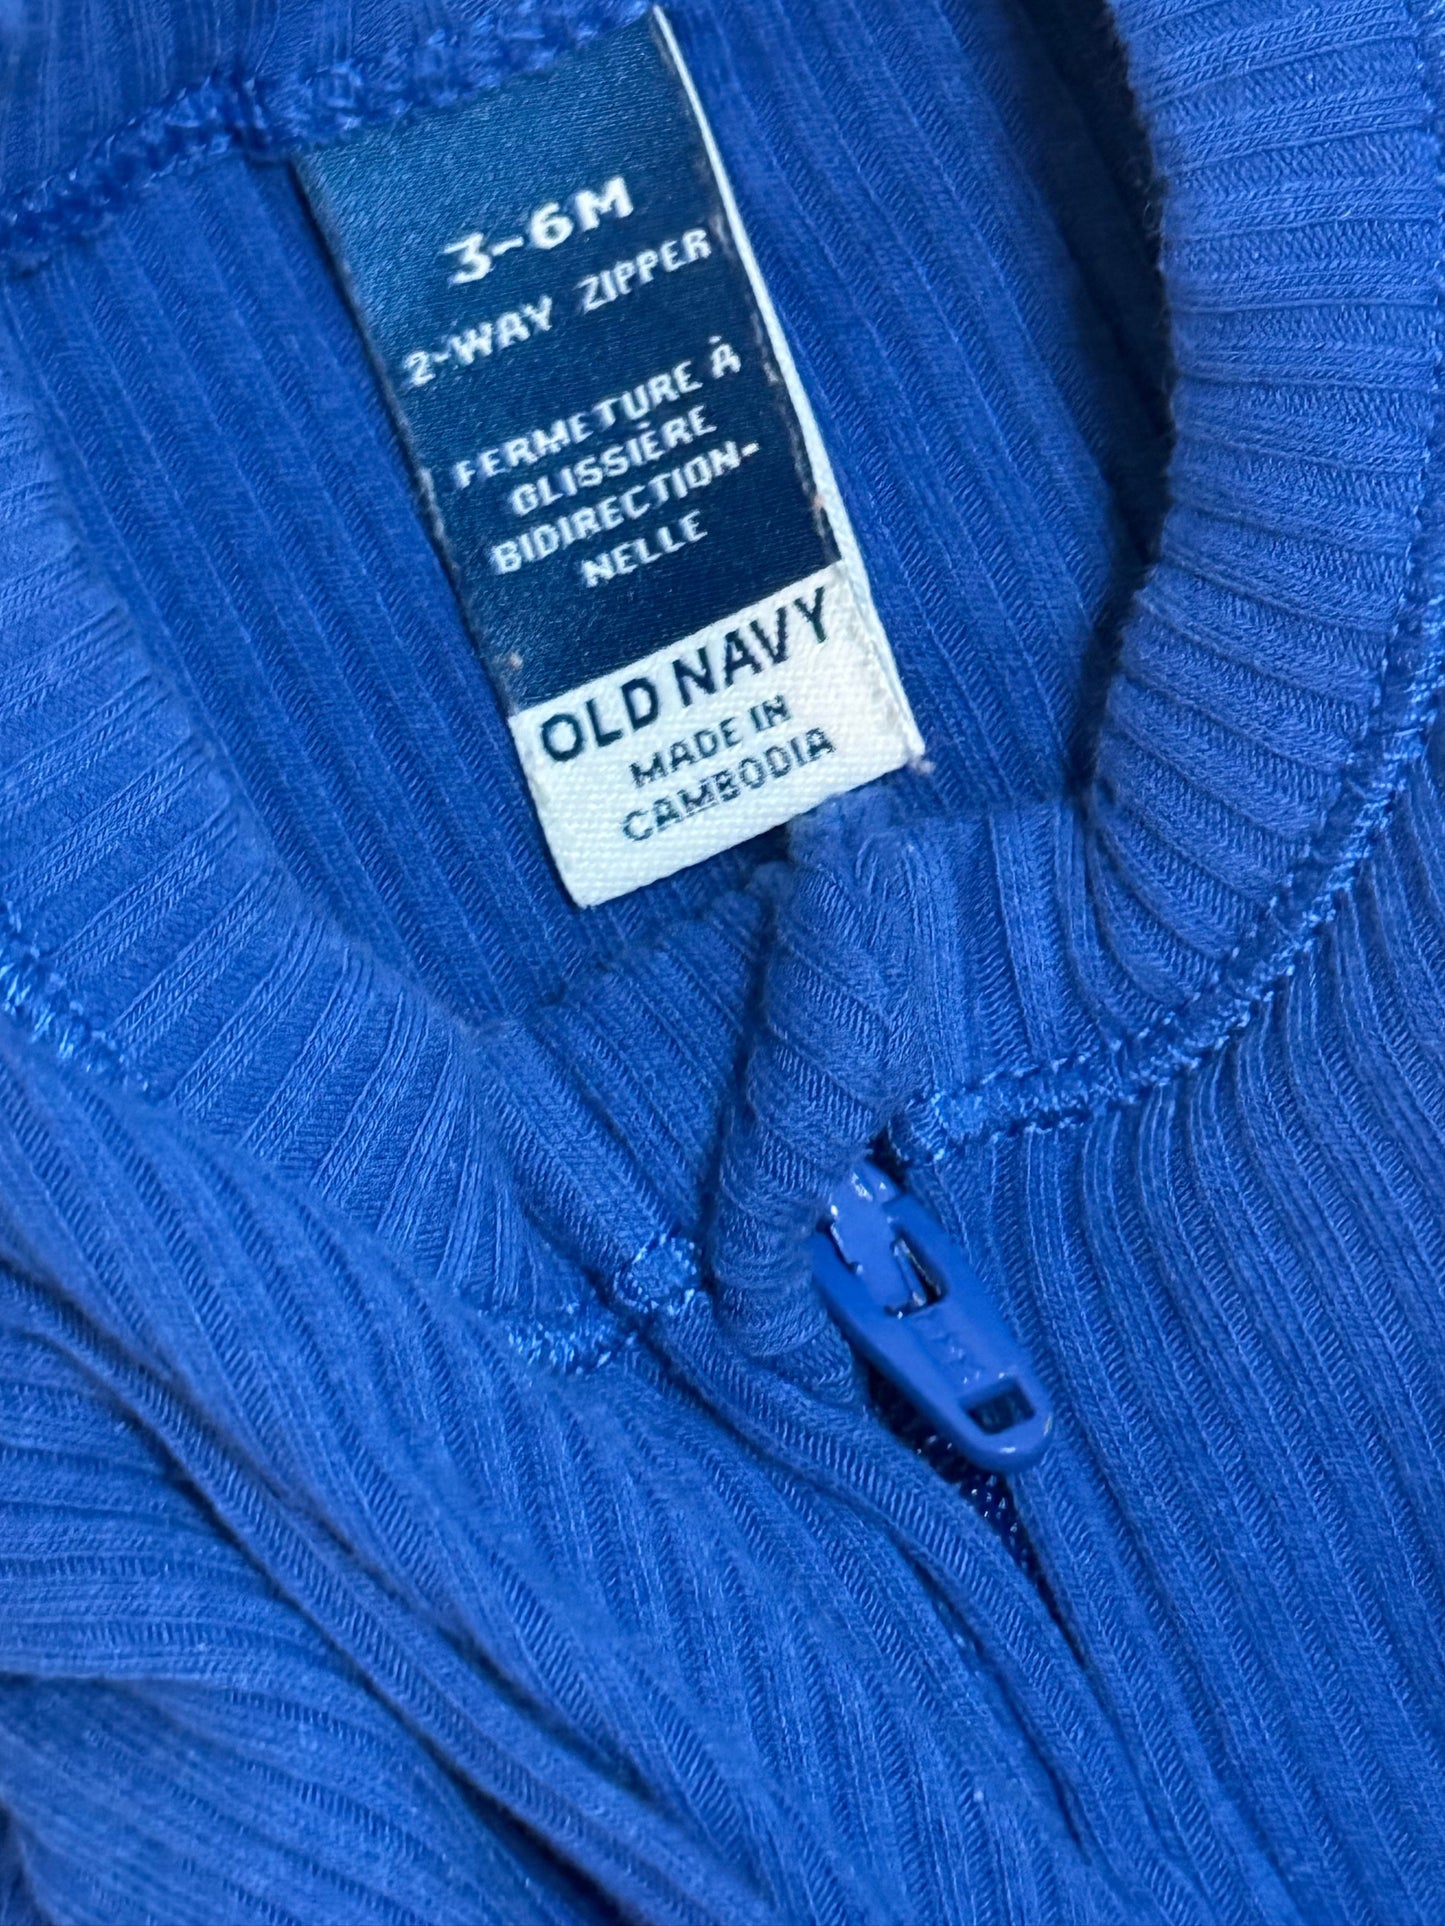 3-6M
2-WAY ZIPPER
FERMETURE À
GLISSIÈRE
BIDIRECTION-
NELLE
OLD NAVY
MADE IN
CAMBODIA